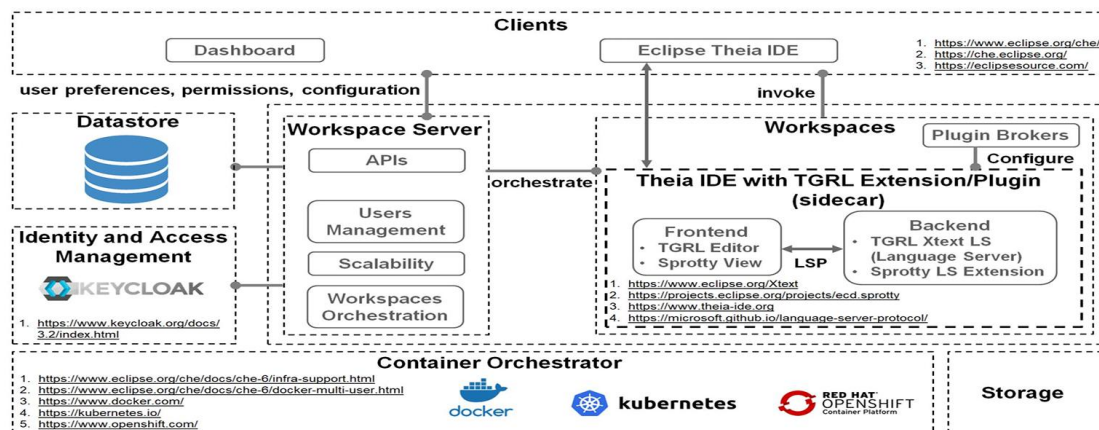 Clients
Dashboard
Eclipse Theia IDE
1. https://www.eclipse.org/che/
2. https://che.eclipse.org/
3. https://eclipsesource.com/
user preferences, permissions, configuration
invoke
Datastore
Workspace Server
APIs
Users
Management
Scalability
Workspaces
Orchestration
orchestrate
Workspaces
Plugin Brokers
Configure
Theia IDE with TGRL Extension/Plugin
(sidecar)
Frontend
• TGRL Editor
• Sprotty View
LSP
Backend
• TGRL Xtext LS
(Language Server)
• Sprotty LS Extension
1. https://www.eclipse.org/Xtext
2. https://projects.eclipse.org/projects/ecd.sprotty
3. https://www.theia-ide.org
4. https://microsoft.github.io/language-server-protocol/
Identity and Access
Management
KEYCLOAK
1. https://www.keycloak.org/docs/
3.2/index.html
Container Orchestrator
1. https://www.eclipse.org/che/docs/che-6/infra-support.html
2. https://www.eclipse.org/che/docs/che-6/docker-multi-user.html
3. https://www.docker.com/
4. https://kubernetes.io/
5. https://www.openshift.com/
docker
kubernetes
RED HAT®
OPENSHIFT
Container Platform
Storage